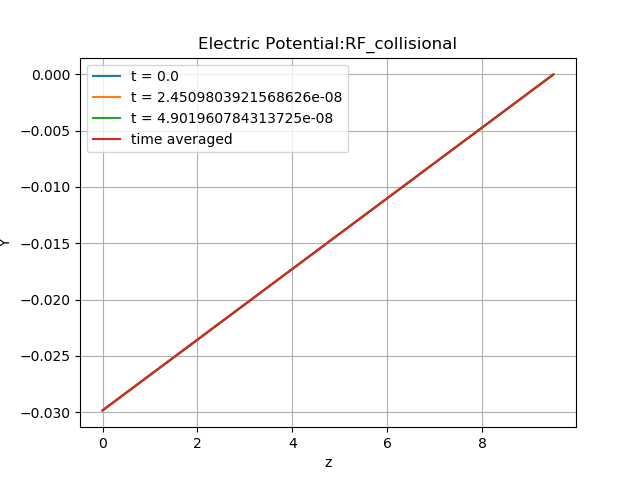 Electric Potential:RF_collisional
t = 0.0
t = 2.4509803921568626e-08
t = 4.901960784313725e-08
time averaged
0.000
−0.005
−0.010
−0.015
−0.020
−0.025
−0.030
0 2 4 6 8
z